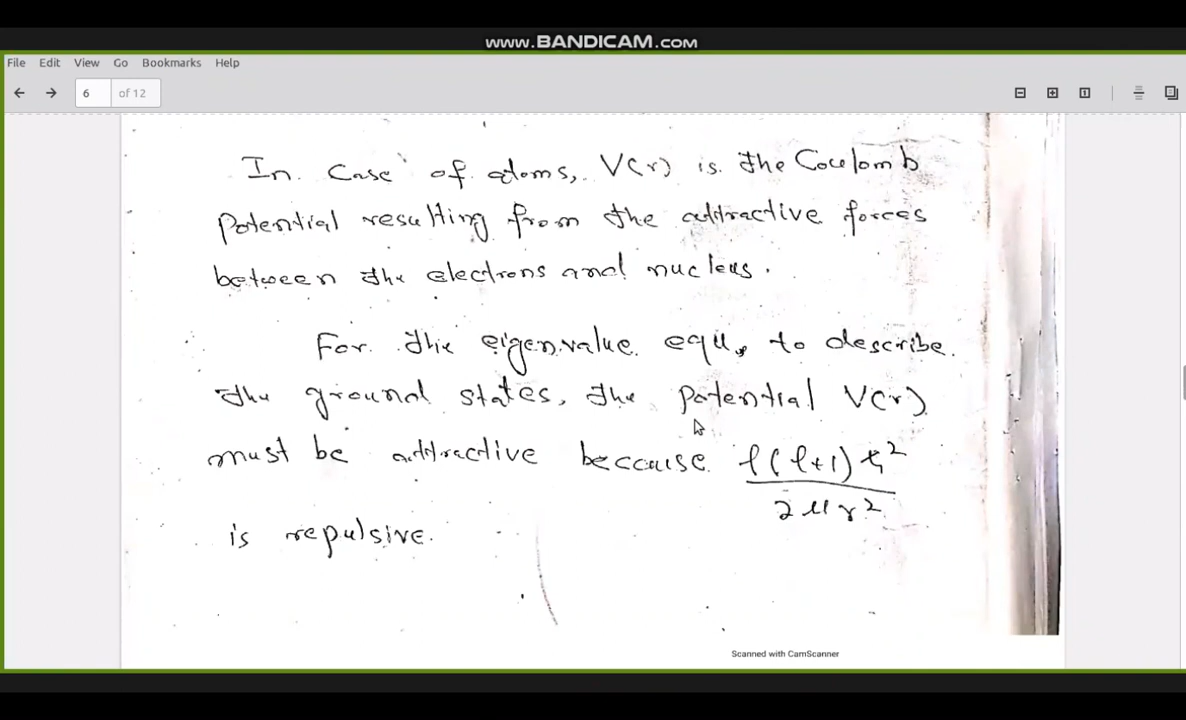 www.BANDICAM.com
File Edit View Go Bookmarks Help
6 of 12
In Case of atoms, V(r) is the Coulomb
Potential resulting from the attractive forces
between the electrons and nucleus.
For the eigenvalue equ, to describe
the ground states, the potential V(r)
must be attractive because l(l+1)ħ²
2μr²
is repulsive.
Scanned with CamScanner